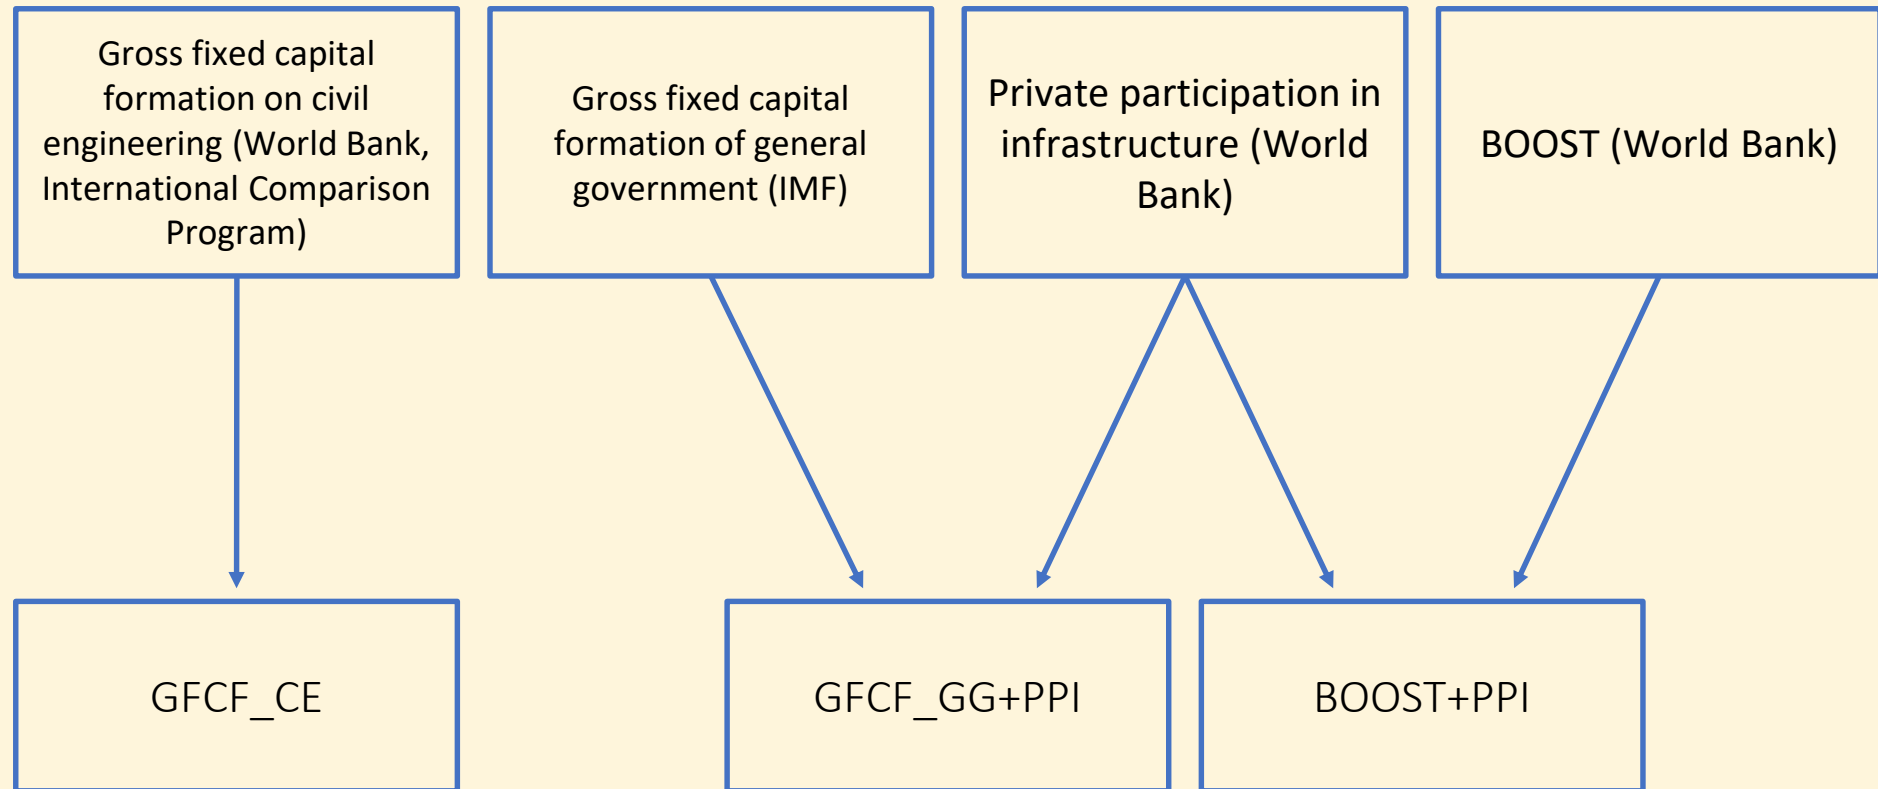 Gross fixed capital
formation on civil
engineering (World Bank,
International Comparison
Program)
Gross fixed capital
formation of general
government (IMF)
Private participation in
infrastructure (World
Bank)
BOOST (World Bank)
GFCF_CE
GFCF_GG+PPI
BOOST+PPI